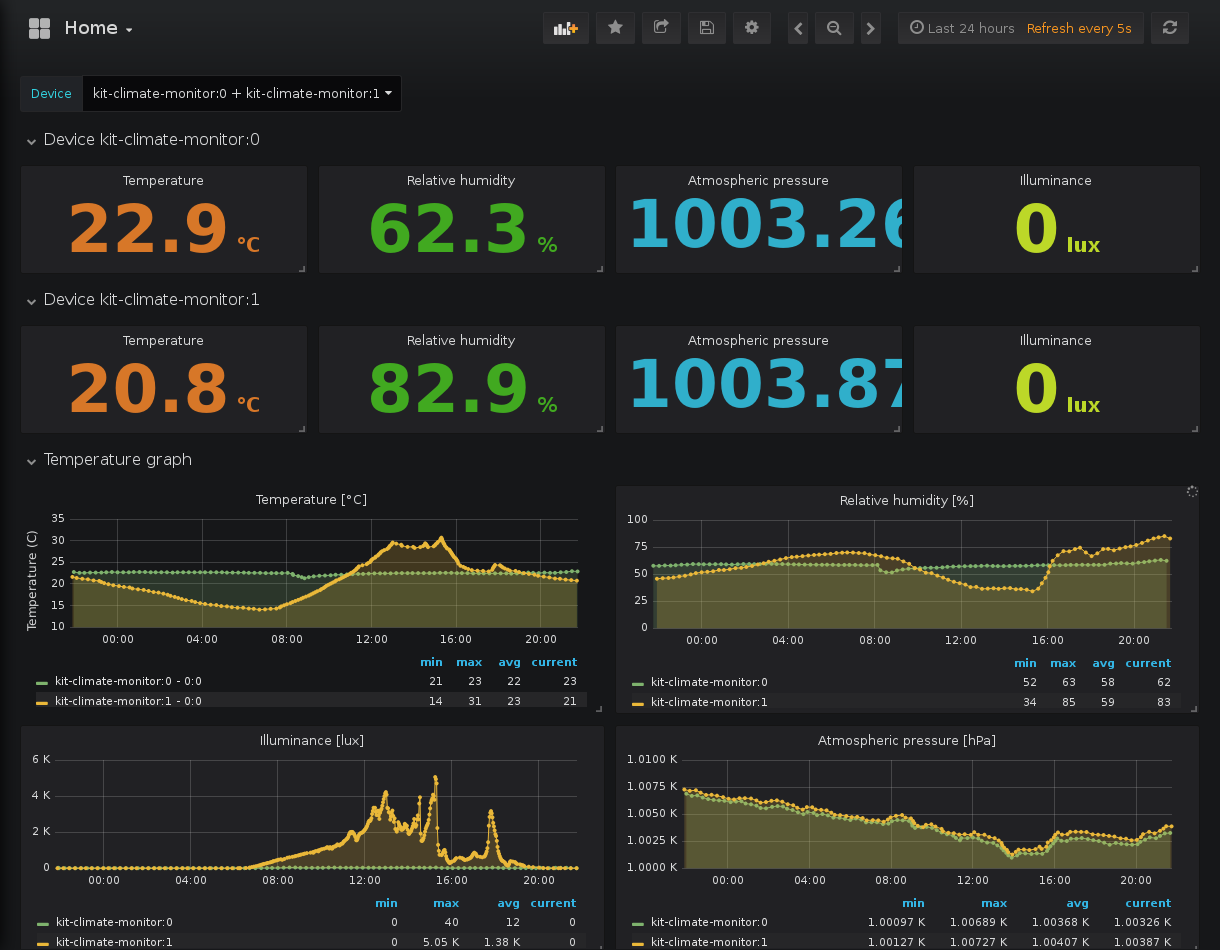 Home
Last 24 hours Refresh every 5s
Device kit-climate-monitor:0 + kit-climate-monitor:1
Device kit-climate-monitor:0
Temperature Relative humidity Atmospheric pressure Illuminance
22.9 °C 62.3 % 1003.26 0 lux
Device kit-climate-monitor:1
Temperature Relative humidity Atmospheric pressure Illuminance
20.8 °C 82.9 % 1003.87 0 lux
Temperature graph
Temperature [°C]
Temperature (C)
35
30
25
20
15
10
00:00 04:00 08:00 12:00 16:00 20:00
min max avg current
kit-climate-monitor:0 - 0:0 21 23 22 23
kit-climate-monitor:1 - 0:0 14 31 23 21
Relative humidity [%]
100
75
50
25
0
00:00 04:00 08:00 12:00 16:00 20:00
min max avg current
kit-climate-monitor:0 52 63 58 62
kit-climate-monitor:1 34 85 59 83
Illuminance [lux]
6 K
4 K
2 K
0
00:00 04:00 08:00 12:00 16:00 20:00
min max avg current
kit-climate-monitor:0 0 40 12 0
kit-climate-monitor:1 0 5.05 K 1.38 K 0
Atmospheric pressure [hPa]
1.0100 K
1.0075 K
1.0050 K
1.0025 K
1.0000 K
00:00 04:00 08:00 12:00 16:00 20:00
min max avg current
kit-climate-monitor:0 1.00097 K 1.00689 K 1.00368 K 1.00326 K
kit-climate-monitor:1 1.00127 K 1.00727 K 1.00407 K 1.00387 K